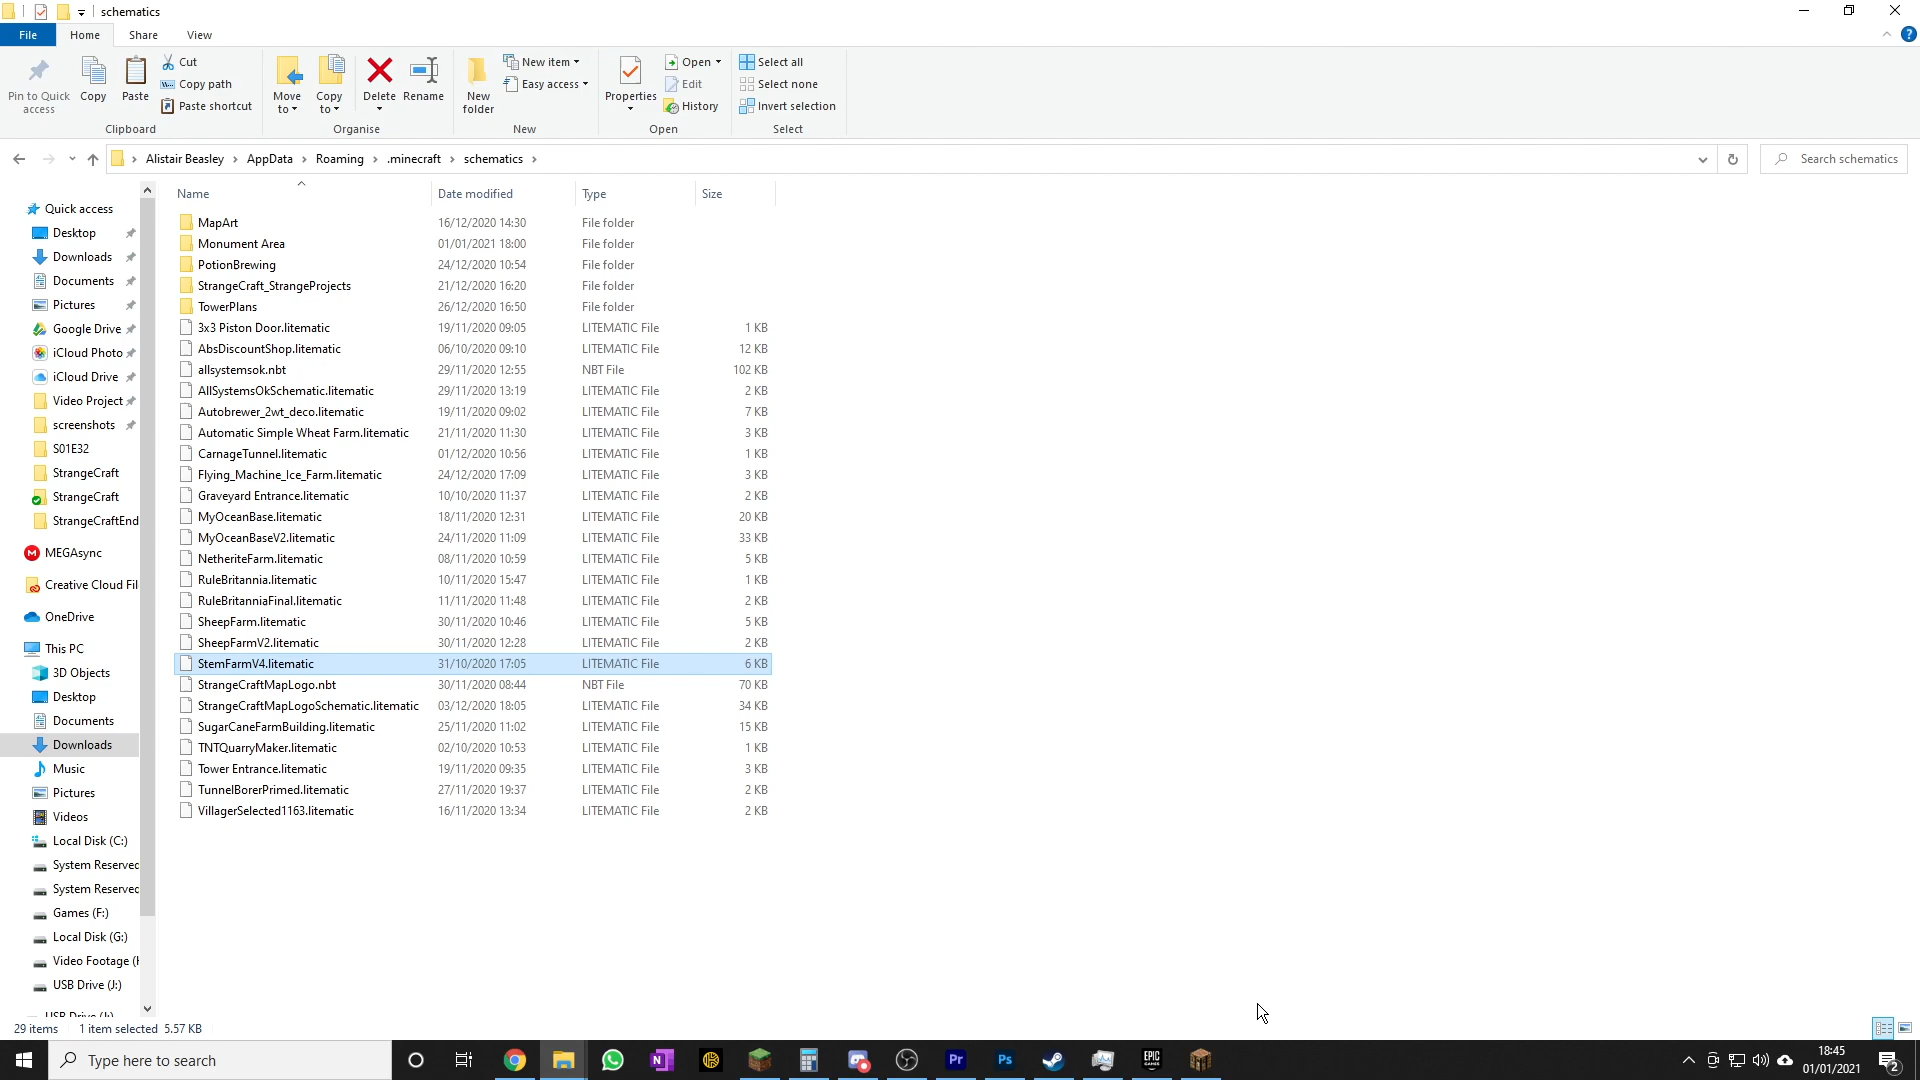 schematics
File Home Share View
Pin to Quick access
Copy
Paste
Cut
Copy path
Paste shortcut
Clipboard
Move to
Copy to
Delete
Rename
Organise
New folder
New item
Easy access
New
Properties
Open
Edit
History
Open
Select all
Select none
Invert selection
Select
Alistair Beasley > AppData > Roaming > .minecraft > schematics >
Search schematics
Name Date modified Type Size
Quick access
Desktop
Downloads
Documents
Pictures
Google Drive
iCloud Photo
iCloud Drive
Video Project
screenshots
S01E32
StrangeCraft
StrangeCraft
StrangeCraftEnd
MEGAsync
Creative Cloud Fil
OneDrive
This PC
3D Objects
Desktop
Documents
Downloads
Music
Pictures
Videos
Local Disk (C:)
System Reserved
System Reserved
Games (F:)
Local Disk (G:)
Video Footage (
USB Drive (J:)
MapArt 16/12/2020 14:30 File folder
Monument Area 01/01/2021 18:00 File folder
PotionBrewing 24/12/2020 10:54 File folder
StrangeCraft_StrangeProjects 21/12/2020 16:20 File folder
TowerPlans 26/12/2020 16:50 File folder
3x3 Piston Door.litematic 19/11/2020 09:05 LITEMATIC File 1 KB
AbsDiscountShop.litematic 06/10/2020 09:10 LITEMATIC File 12 KB
allsystemsok.nbt 29/11/2020 12:55 NBT File 102 KB
AllSystemsOkSchematic.litematic 29/11/2020 13:19 LITEMATIC File 2 KB
Autobrewer_2wt_deco.litematic 19/11/2020 09:02 LITEMATIC File 7 KB
Automatic Simple Wheat Farm.litematic 21/11/2020 11:30 LITEMATIC File 3 KB
CarnageTunnel.litematic 01/12/2020 10:56 LITEMATIC File 1 KB
Flying_Machine_Ice_Farm.litematic 24/12/2020 17:09 LITEMATIC File 3 KB
Graveyard Entrance.litematic 10/10/2020 11:37 LITEMATIC File 2 KB
MyOceanBase.litematic 18/11/2020 12:31 LITEMATIC File 20 KB
MyOceanBaseV2.litematic 24/11/2020 11:09 LITEMATIC File 33 KB
NetheriteFarm.litematic 08/11/2020 10:59 LITEMATIC File 5 KB
RuleBritannia.litematic 10/11/2020 15:47 LITEMATIC File 1 KB
RuleBritanniaFinal.litematic 11/11/2020 11:48 LITEMATIC File 2 KB
SheepFarm.litematic 30/11/2020 10:46 LITEMATIC File 5 KB
SheepFarmV2.litematic 30/11/2020 12:28 LITEMATIC File 2 KB
StemFarmV4.litematic 31/10/2020 17:05 LITEMATIC File 6 KB
StrangeCraftMapLogo.nbt 30/11/2020 08:44 NBT File 70 KB
StrangeCraftMapLogoSchematic.litematic 03/12/2020 18:05 LITEMATIC File 34 KB
SugarCaneFarmBuilding.litematic 25/11/2020 11:02 LITEMATIC File 15 KB
TNTQuarryMaker.litematic 02/10/2020 10:53 LITEMATIC File 1 KB
Tower Entrance.litematic 19/11/2020 09:35 LITEMATIC File 3 KB
TunnelBorerPrimed.litematic 27/11/2020 19:37 LITEMATIC File 2 KB
VillagerSelected1163.litematic 16/11/2020 13:34 LITEMATIC File 2 KB
29 items 1 item selected 5.57 KB
Type here to search
N
Pr
Ps
EPIC GAMES
18:45
01/01/2021
2